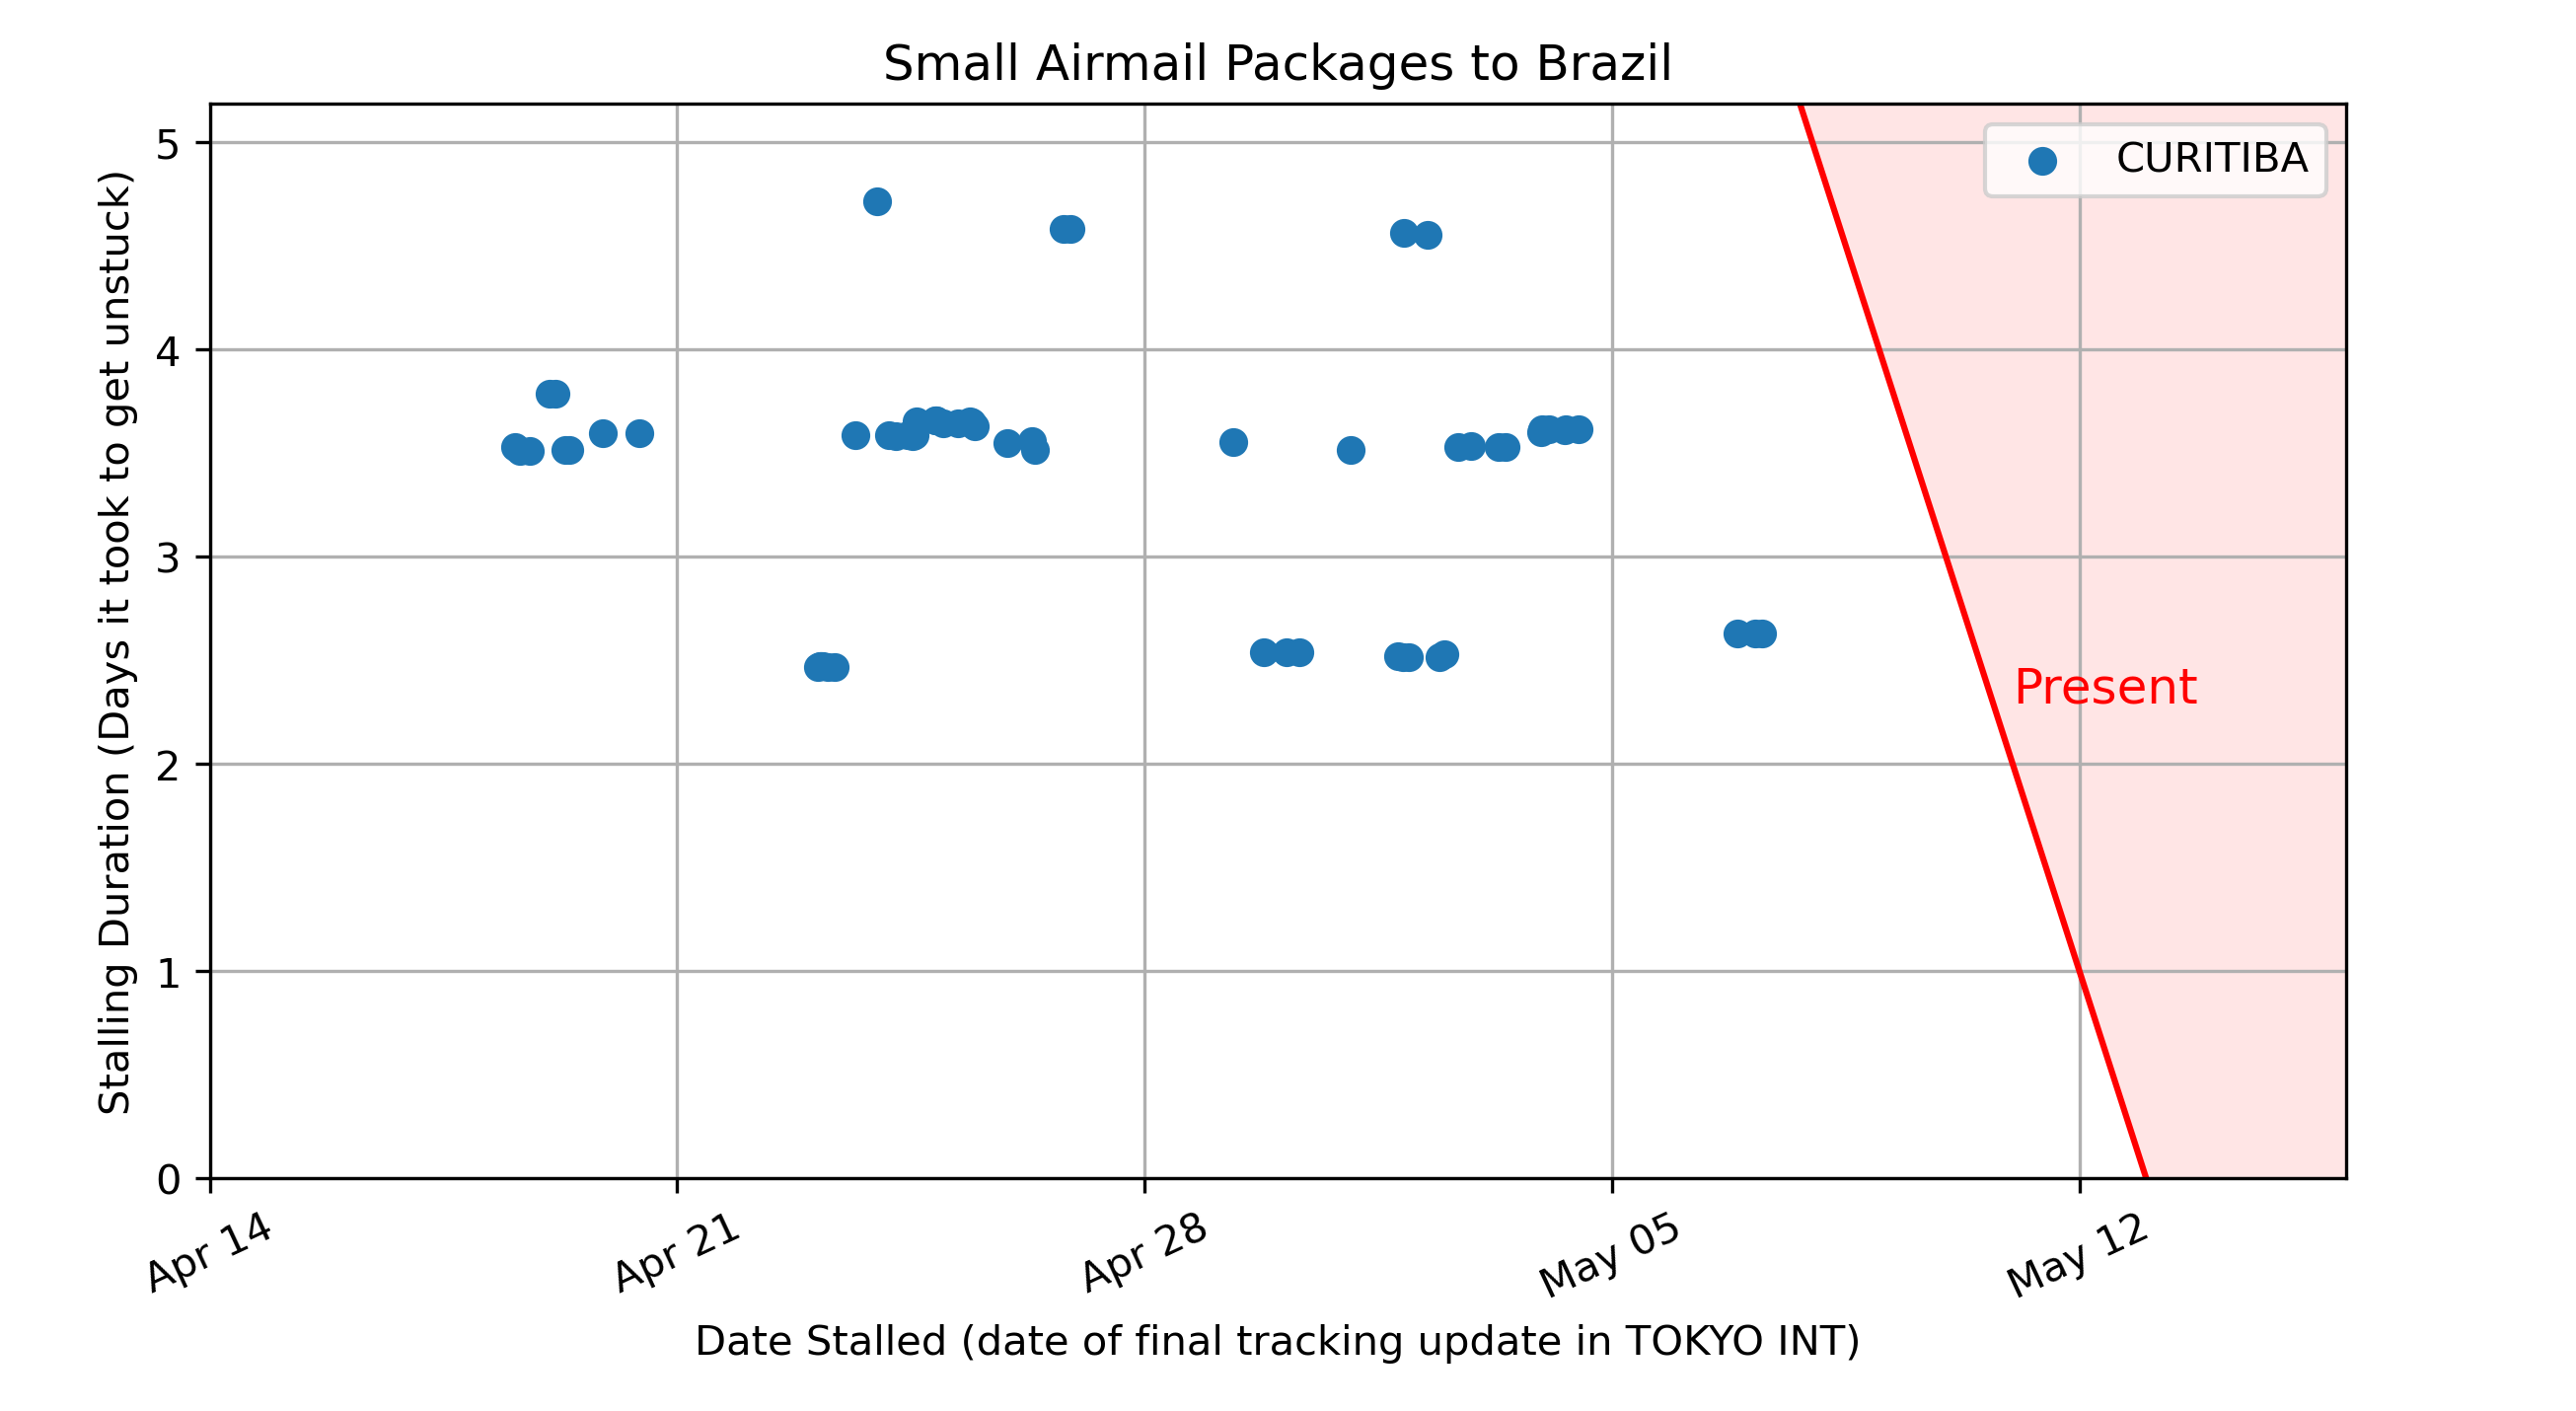 Small Airmail Packages to Brazil
Stalling Duration (Days it took to get unstuck)
5
4
3
2
1
0
CURITIBA
Present
Apr 14
Apr 21
Apr 28
May 05
May 12
Date Stalled (date of final tracking update in TOKYO INT)